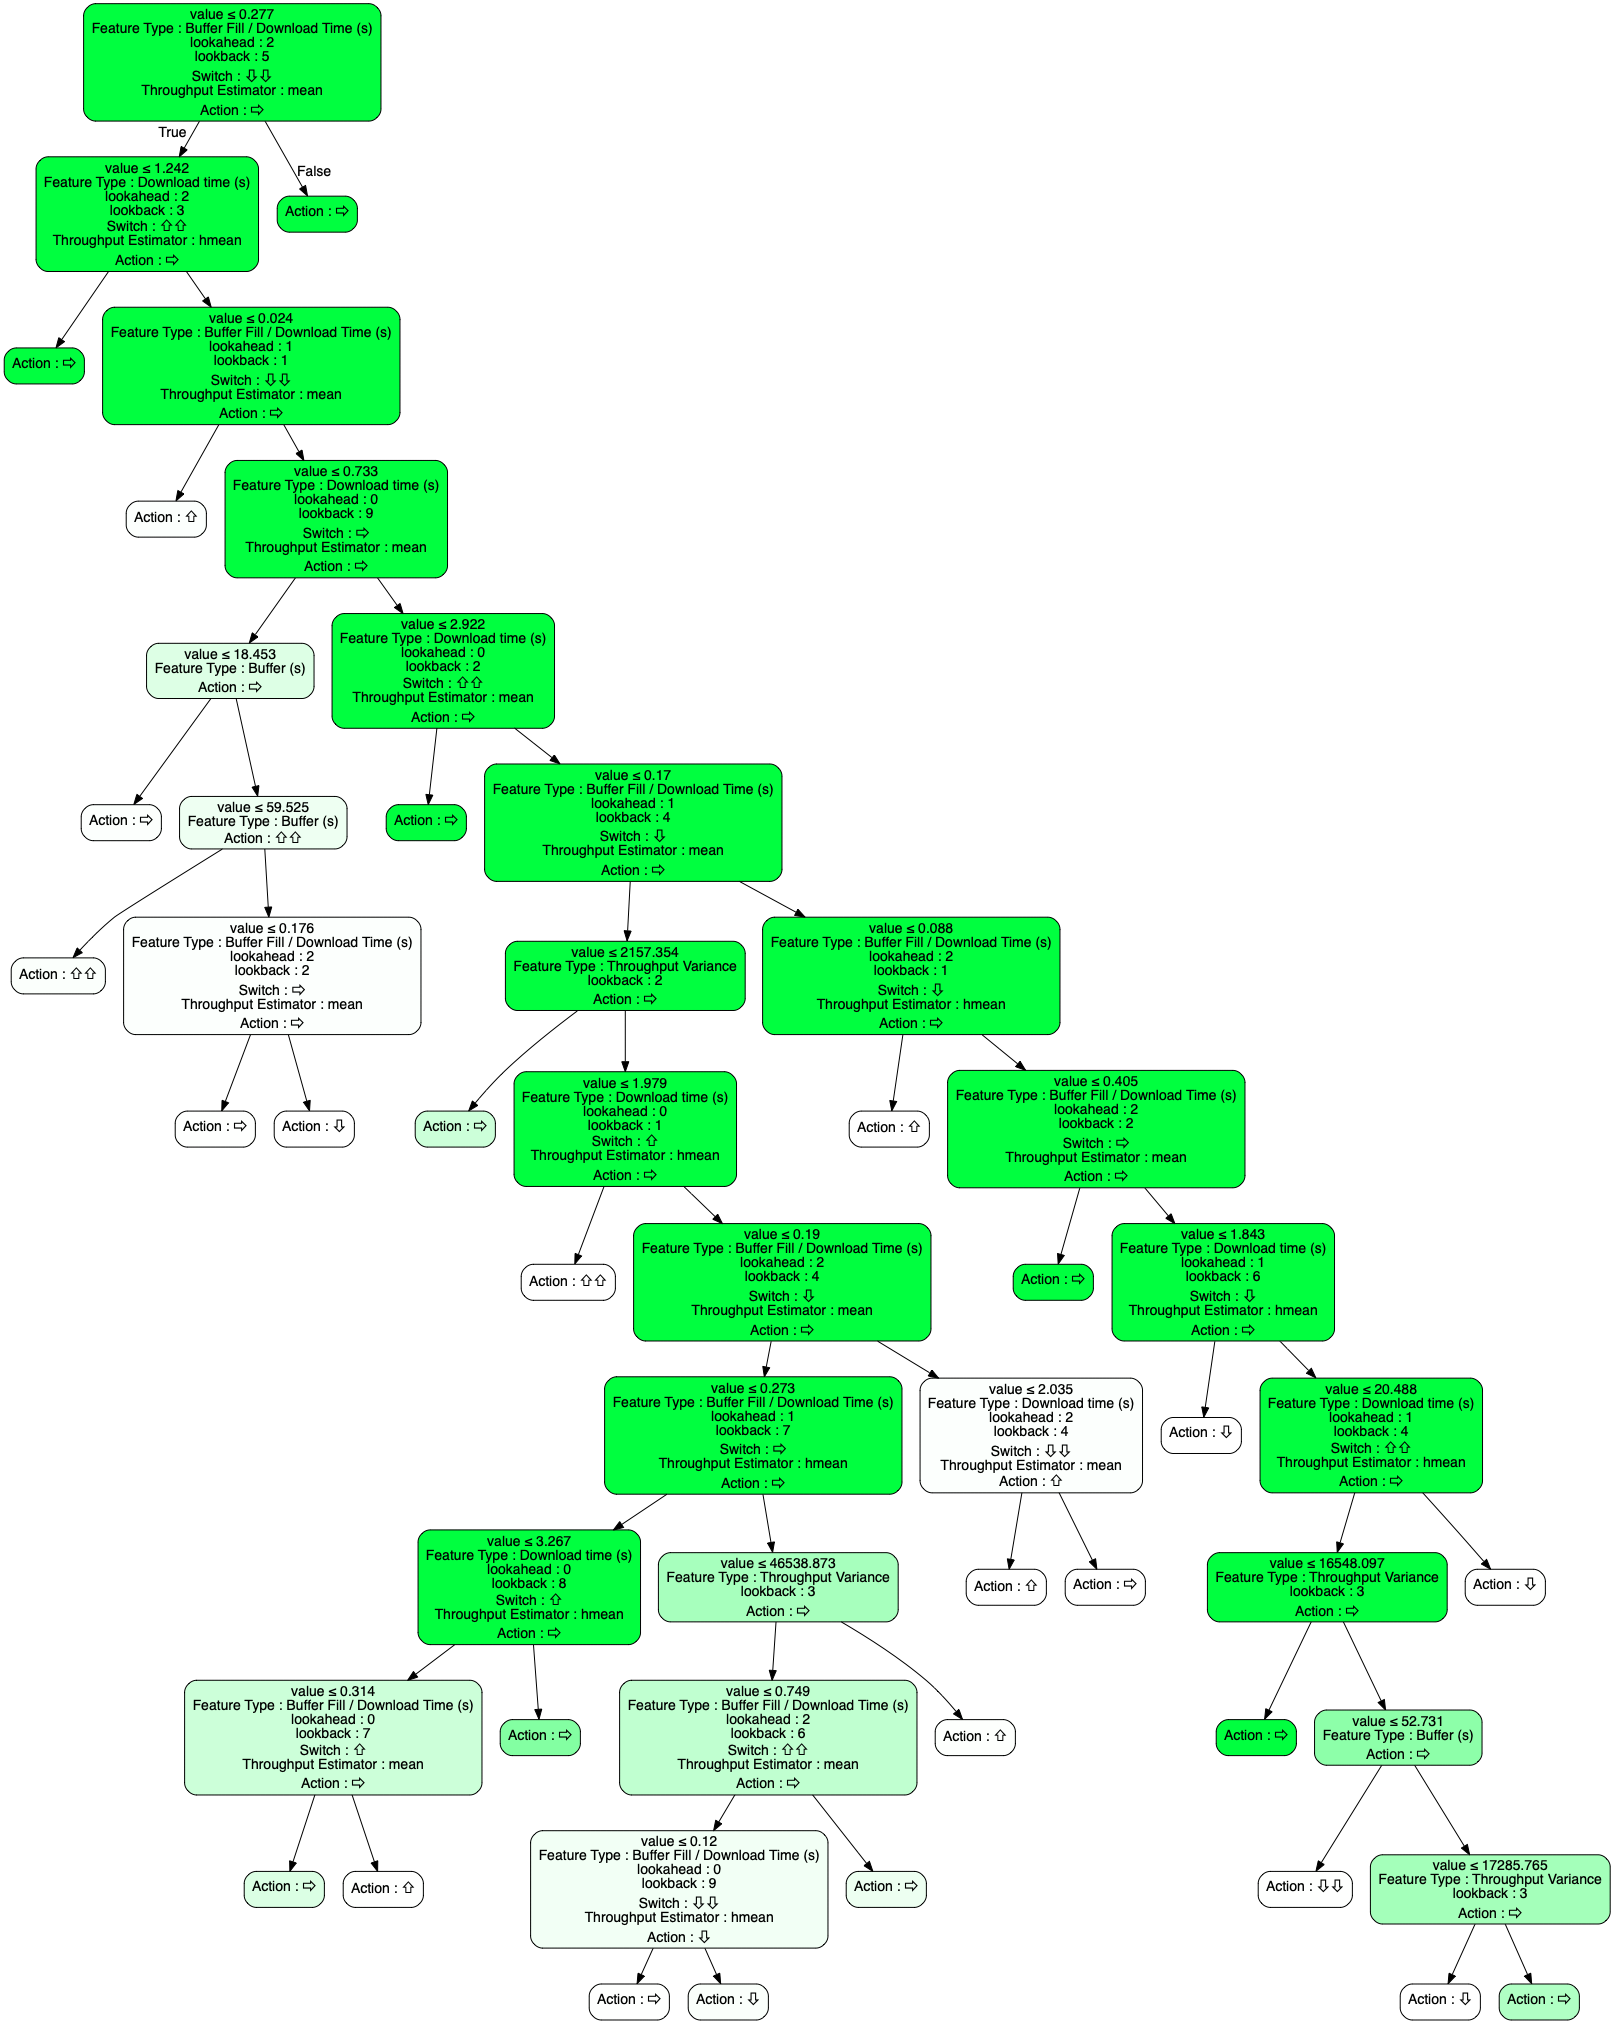 value ≤ 0.277
Feature Type : Buffer Fill / Download Time (s)
lookahead : 2
lookback : 5
Switch : ⇩⇩
Throughput Estimator : mean
Action : ⇨
True
False
value ≤ 1.242
Feature Type : Download time (s)
lookahead : 2
lookback : 3
Switch : ⇧⇧
Throughput Estimator : hmean
Action : ⇨
Action : ⇨
Action : ⇨
value ≤ 0.024
Feature Type : Buffer Fill / Download Time (s)
lookahead : 1
lookback : 1
Switch : ⇩⇩
Throughput Estimator : mean
Action : ⇨
Action : ⇧
value ≤ 0.733
Feature Type : Download time (s)
lookahead : 0
lookback : 9
Switch : ⇨
Throughput Estimator : mean
Action : ⇨
value ≤ 18.453
Feature Type : Buffer (s)
Action : ⇨
value ≤ 2.922
Feature Type : Download time (s)
lookahead : 0
lookback : 2
Switch : ⇧⇧
Throughput Estimator : mean
Action : ⇨
Action : ⇨
value ≤ 59.525
Feature Type : Buffer (s)
Action : ⇧⇧
Action : ⇨
value ≤ 0.17
Feature Type : Buffer Fill / Download Time (s)
lookahead : 1
lookback : 4
Switch : ⇩
Throughput Estimator : mean
Action : ⇨
Action : ⇧⇧
value ≤ 0.176
Feature Type : Buffer Fill / Download Time (s)
lookahead : 2
lookback : 2
Switch : ⇨
Throughput Estimator : mean
Action : ⇨
value ≤ 2157.354
Feature Type : Throughput Variance
lookback : 2
Action : ⇨
value ≤ 0.088
Feature Type : Buffer Fill / Download Time (s)
lookahead : 2
lookback : 1
Switch : ⇩
Throughput Estimator : hmean
Action : ⇨
Action : ⇨
Action : ⇩
Action : ⇨
value ≤ 1.979
Feature Type : Download time (s)
lookahead : 0
lookback : 1
Switch : ⇧
Throughput Estimator : hmean
Action : ⇨
Action : ⇧
value ≤ 0.405
Feature Type : Buffer Fill / Download Time (s)
lookahead : 2
lookback : 2
Switch : ⇨
Throughput Estimator : mean
Action : ⇨
Action : ⇧⇧
value ≤ 0.19
Feature Type : Buffer Fill / Download Time (s)
lookahead : 2
lookback : 4
Switch : ⇩
Throughput Estimator : mean
Action : ⇨
Action : ⇨
value ≤ 1.843
Feature Type : Download time (s)
lookahead : 1
lookback : 6
Switch : ⇩
Throughput Estimator : hmean
Action : ⇨
value ≤ 0.273
Feature Type : Buffer Fill / Download Time (s)
lookahead : 1
lookback : 7
Switch : ⇨
Throughput Estimator : hmean
Action : ⇨
value ≤ 2.035
Feature Type : Download time (s)
lookahead : 2
lookback : 4
Switch : ⇩⇩
Throughput Estimator : mean
Action : ⇧
Action : ⇩
value ≤ 20.488
Feature Type : Download time (s)
lookahead : 1
lookback : 4
Switch : ⇧⇧
Throughput Estimator : hmean
Action : ⇨
value ≤ 3.267
Feature Type : Download time (s)
lookahead : 0
lookback : 8
Switch : ⇧
Throughput Estimator : hmean
Action : ⇨
value ≤ 46538.873
Feature Type : Throughput Variance
lookback : 3
Action : ⇨
Action : ⇧
Action : ⇨
value ≤ 16548.097
Feature Type : Throughput Variance
lookback : 3
Action : ⇨
Action : ⇩
value ≤ 0.314
Feature Type : Buffer Fill / Download Time (s)
lookahead : 0
lookback : 7
Switch : ⇧
Throughput Estimator : mean
Action : ⇨
Action : ⇨
value ≤ 0.749
Feature Type : Buffer Fill / Download Time (s)
lookahead : 2
lookback : 6
Switch : ⇧⇧
Throughput Estimator : mean
Action : ⇨
Action : ⇧
Action : ⇨
value ≤ 52.731
Feature Type : Buffer (s)
Action : ⇨
Action : ⇨
Action : ⇧
value ≤ 0.12
Feature Type : Buffer Fill / Download Time (s)
lookahead : 0
lookback : 9
Switch : ⇩⇩
Throughput Estimator : hmean
Action : ⇩
Action : ⇨
Action : ⇩⇩
value ≤ 17285.765
Feature Type : Throughput Variance
lookback : 3
Action : ⇨
Action : ⇨
Action : ⇩
Action : ⇩
Action : ⇨